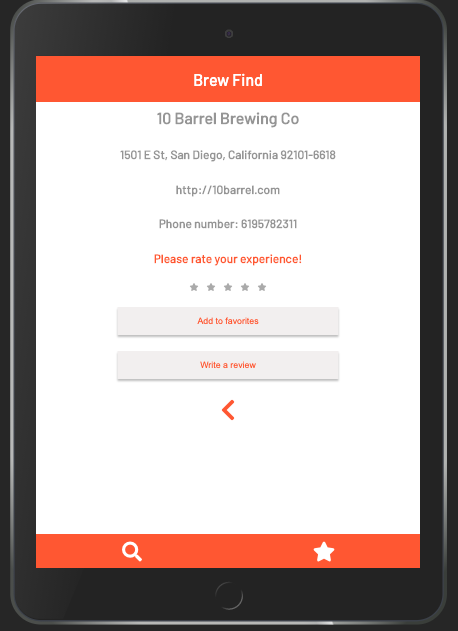 Brew Find
10 Barrel Brewing Co
1501 E St, San Diego, California 92101-6618
http://10barrel.com
Phone number: 6195782311
Please rate your experience!
Add to favorites
Write a review